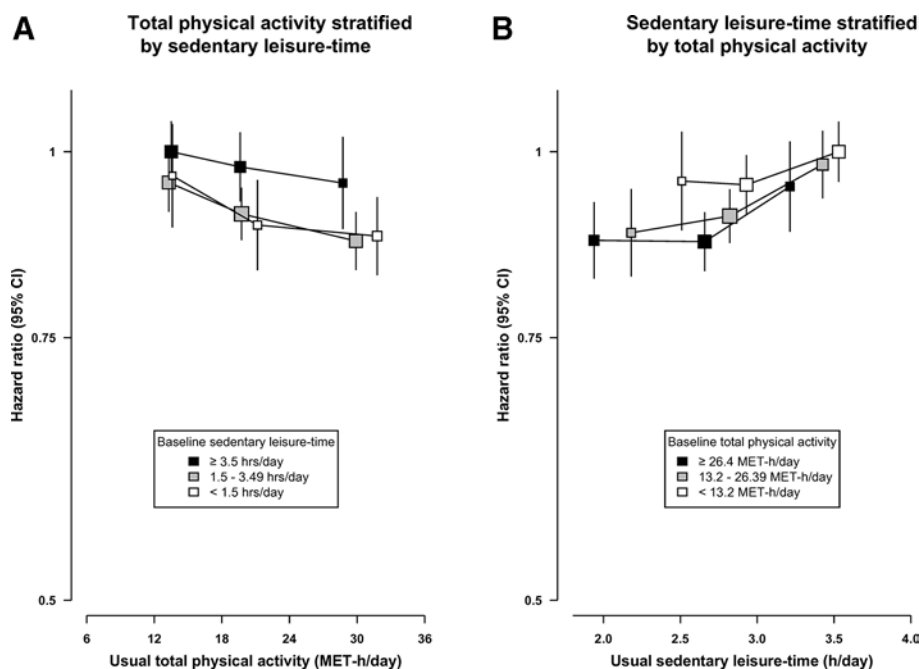 A
Total physical activity stratified
by sedentary leisure-time
Hazard ratio (95% CI)
1
0.75
0.5
Baseline sedentary leisure-time
≥ 3.5 hrs/day
1.5 - 3.49 hrs/day
< 1.5 hrs/day
6 12 18 24 30 36
Usual total physical activity (MET-h/day)
B
Sedentary leisure-time stratified
by total physical activity
Hazard ratio (95% CI)
1
0.75
0.5
Baseline total physical activity
≥ 26.4 MET-h/day
13.2 - 26.39 MET-h/day
< 13.2 MET-h/day
2.0 2.5 3.0 3.5 4.0
Usual sedentary leisure-time (h/day)